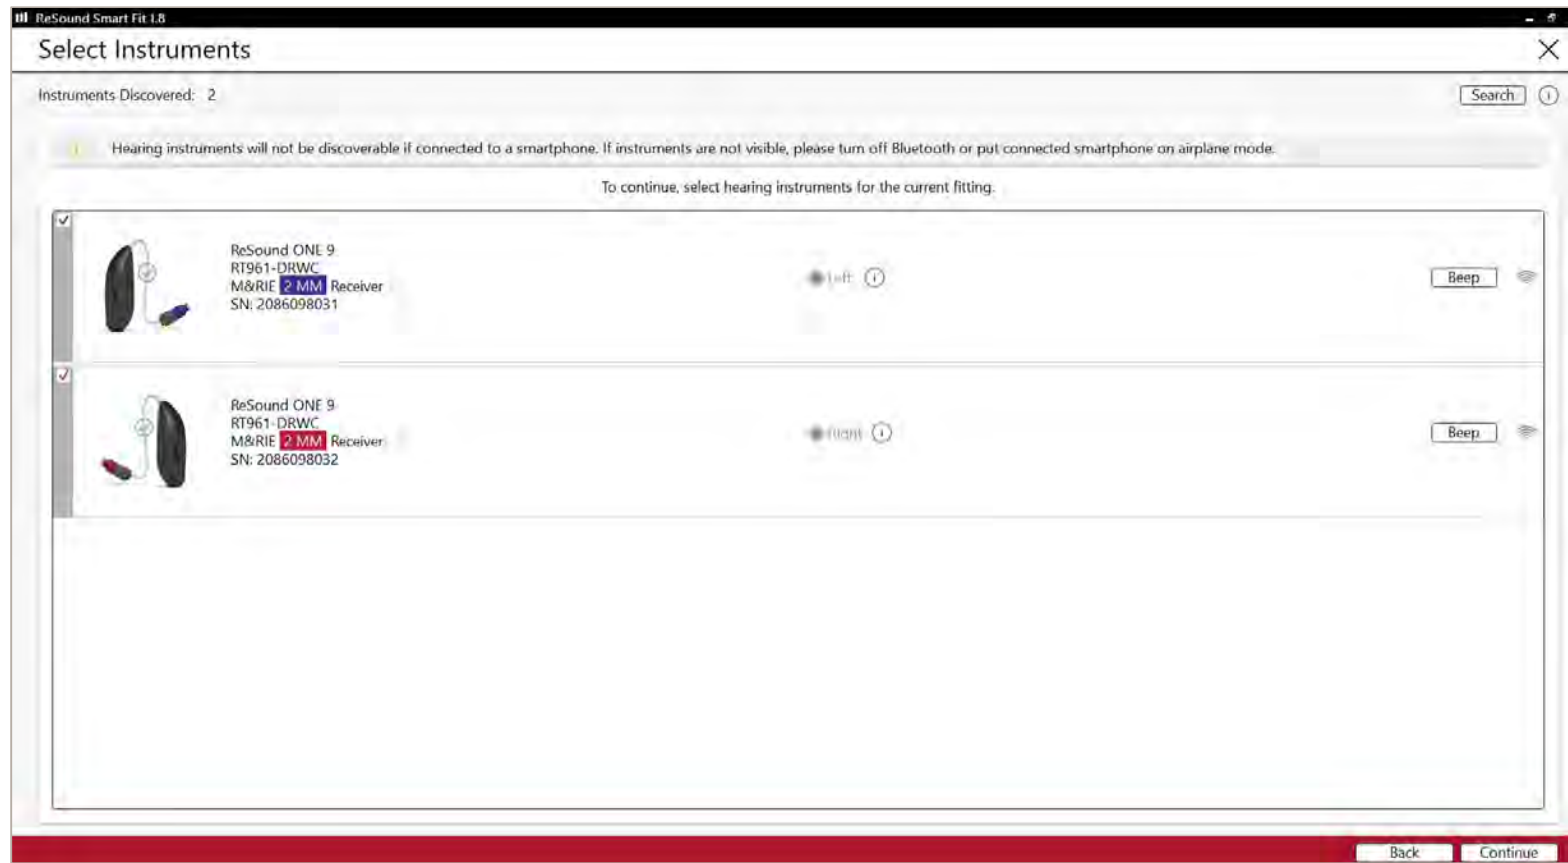 ReSound Smart Fit 1.8
Select Instruments
Instruments Discovered: 2
Search
Hearing instruments will not be discoverable if connected to a smartphone. If instruments are not visible, please turn off Bluetooth or put connected smartphone on airplane mode.
To continue, select hearing instruments for the current fitting.
ReSound ONE 9
RT961-DRWC
M&RIE 2 MM Receiver
SN: 2086098031
Left
Beep
ReSound ONE 9
RT961-DRWC
M&RIE 2 MM Receiver
SN: 2086098032
Right
Beep
Back
Continue